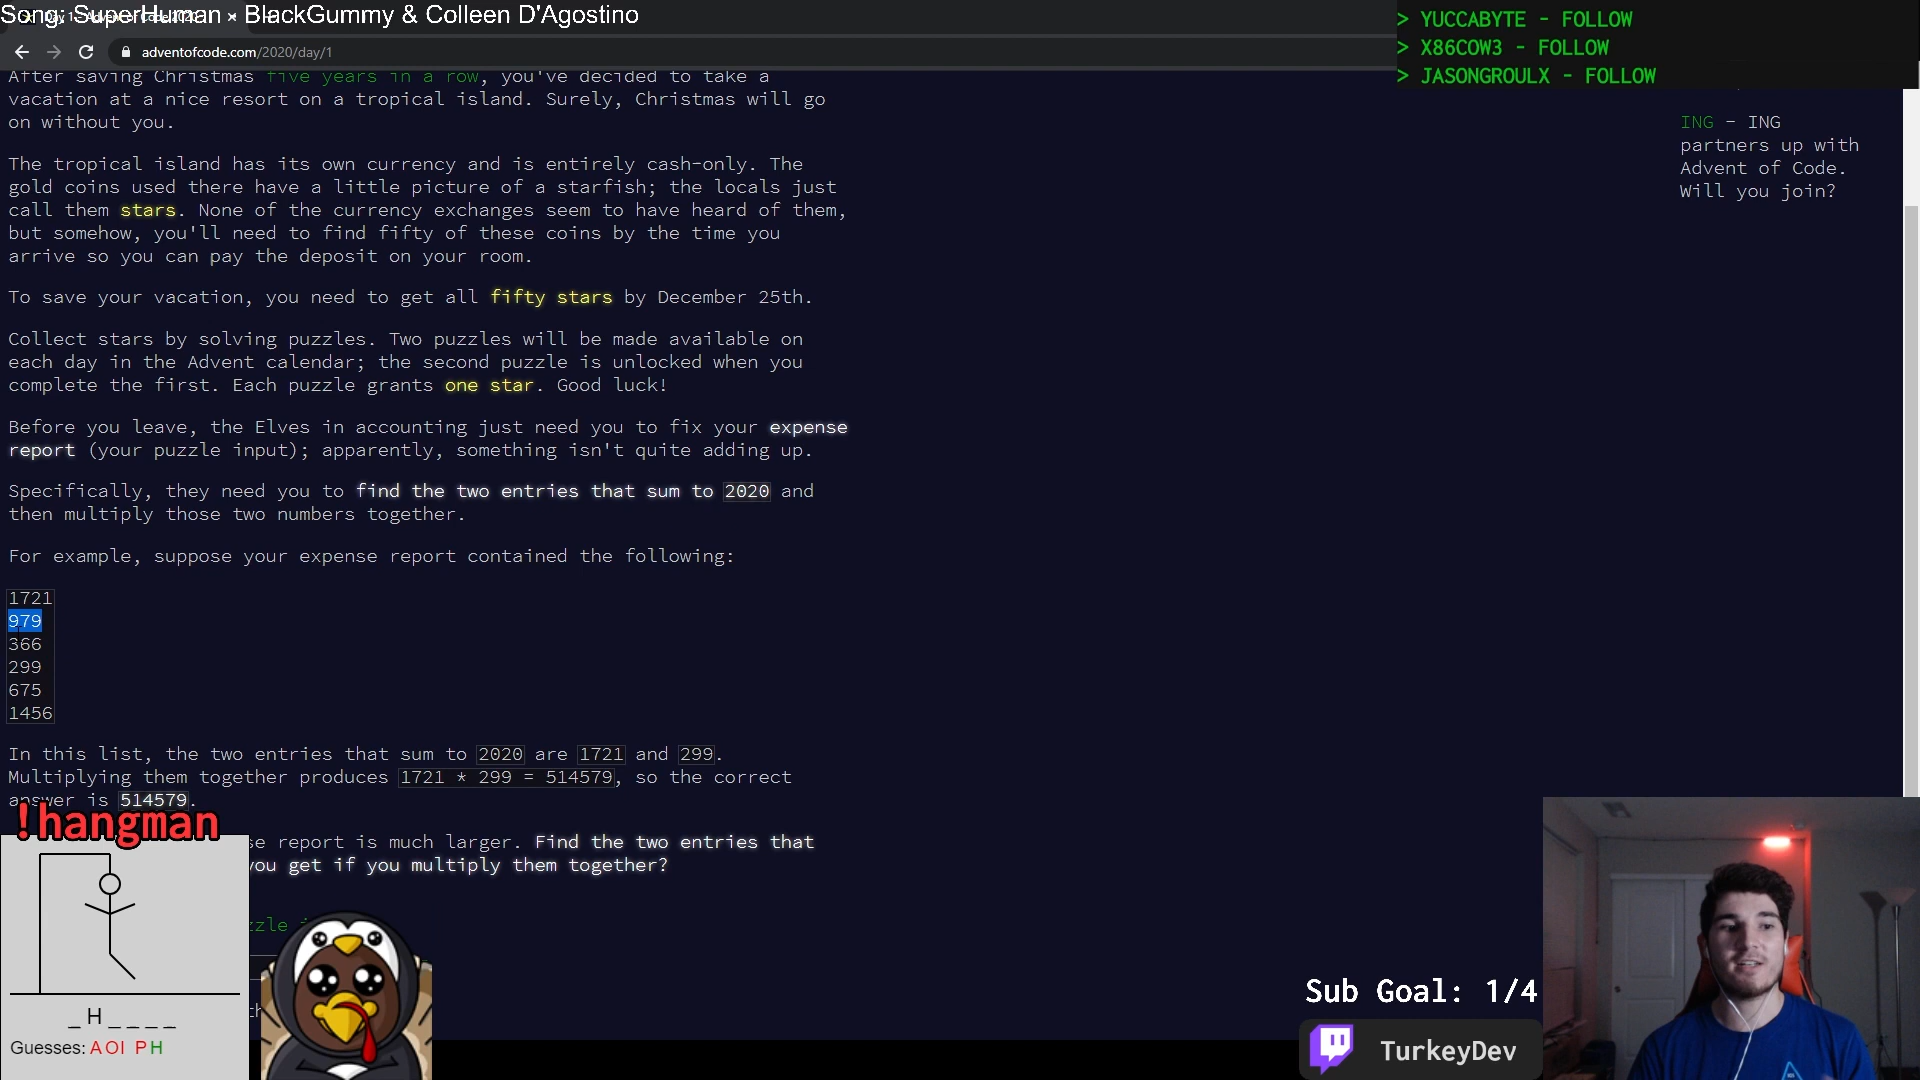 Song: SuperHuman - BlackGummy & Colleen D'Agostino
adventofcode.com/2020/day/1
> YUCCABYTE - FOLLOW
> X86COW3 - FOLLOW
> JASONGROULX - FOLLOW
After saving Christmas five years in a row, you've decided to take a
vacation at a nice resort on a tropical island. Surely, Christmas will go
on without you.
The tropical island has its own currency and is entirely cash-only. The
gold coins used there have a little picture of a starfish; the locals just
call them stars. None of the currency exchanges seem to have heard of them,
but somehow, you'll need to find fifty of these coins by the time you
arrive so you can pay the deposit on your room.
To save your vacation, you need to get all fifty stars by December 25th.
Collect stars by solving puzzles. Two puzzles will be made available on
each day in the Advent calendar; the second puzzle is unlocked when you
complete the first. Each puzzle grants one star. Good luck!
Before you leave, the Elves in accounting just need you to fix your expense
report (your puzzle input); apparently, something isn't quite adding up.
Specifically, they need you to find the two entries that sum to 2020 and
then multiply those two numbers together.
For example, suppose your expense report contained the following:
1721
979
366
299
675
1456
In this list, the two entries that sum to 2020 are 1721 and 299.
Multiplying them together produces 1721 * 299 = 514579, so the correct
answer is 514579.
se report is much larger. Find the two entries that
you get if you multiply them together?
zzle
ING - ING
partners up with
Advent of Code.
Will you join?
!hangman
_ H _ _ _ _
Guesses: A O I P H
Sub Goal: 1/4
TurkeyDev